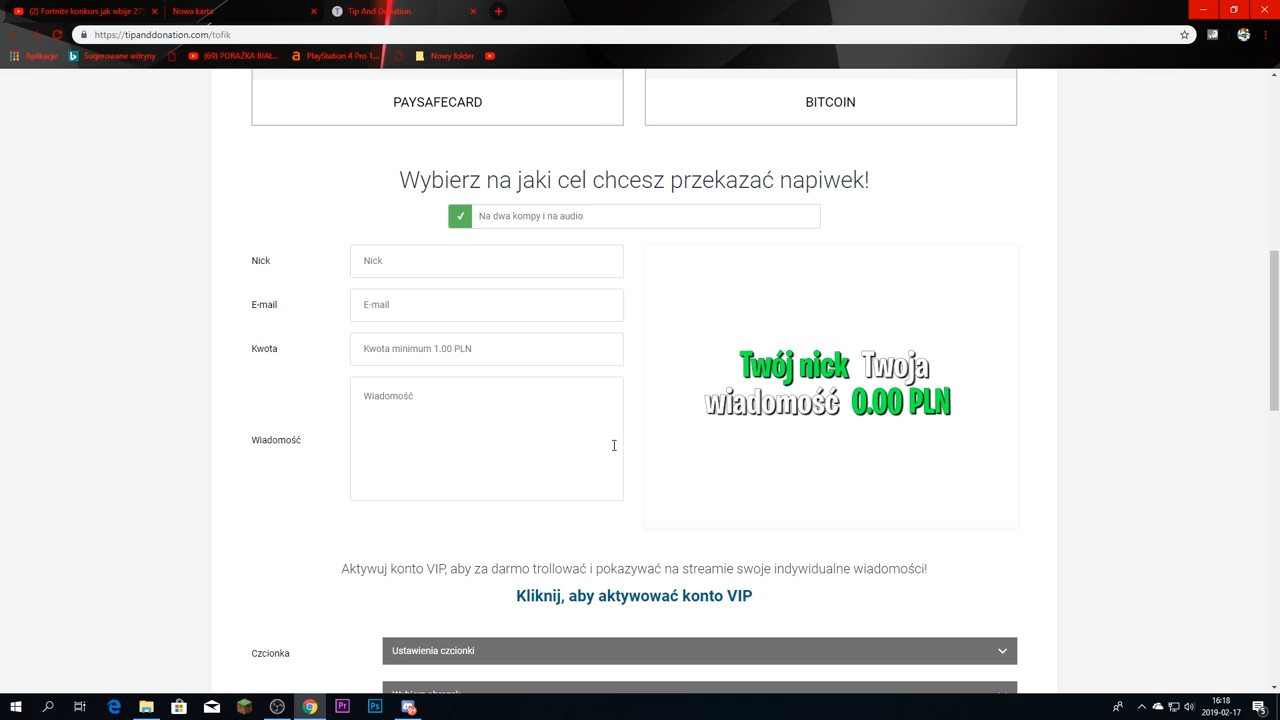 (2) Fortnite konkurs jak wbije 27
Nowa karta
Tip And Donation
https://tipanddonation.com/tofik
Aplikacje
Sugerowane witryny
(69) PORAŻKA BIAŁ...
PlayStation 4 Pro 1...
Nowy folder
PAYSAFECARD
BITCOIN
Wybierz na jaki cel chcesz przekazać napiwek!
Na dwa kompy i na audio
Nick
Nick
E-mail
E-mail
Kwota
Kwota minimum 1.00 PLN
Wiadomość
Wiadomość
Twój nick Twoja
wiadomość 0.00 PLN
Aktywuj konto VIP, aby za darmo trollować i pokazywać na streamie swoje indywidualne wiadomości!
Kliknij, aby aktywować konto VIP
Czcionka
Ustawienia czcionki
Wybierz obrazek
16:18
2019-02-17